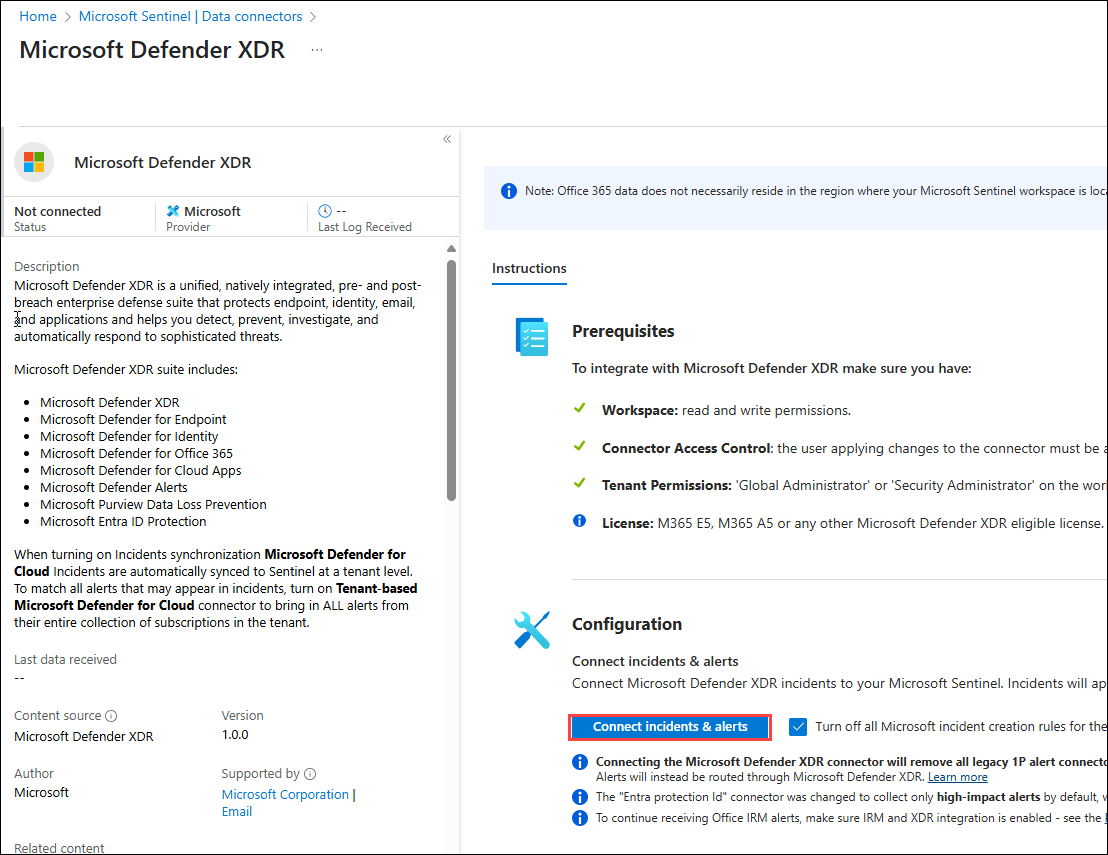 Home > Microsoft Sentinel | Data connectors >
Microsoft Defender XDR ...
«
Microsoft Defender XDR
Not connected
Status
Microsoft
Provider
--
Last Log Received
Description
Microsoft Defender XDR is a unified, natively integrated, pre- and post-
breach enterprise defense suite that protects endpoint, identity, email,
and applications and helps you detect, prevent, investigate, and
automatically respond to sophisticated threats.
Microsoft Defender XDR suite includes:
• Microsoft Defender XDR
• Microsoft Defender for Endpoint
• Microsoft Defender for Identity
• Microsoft Defender for Office 365
• Microsoft Defender for Cloud Apps
• Microsoft Defender Alerts
• Microsoft Purview Data Loss Prevention
• Microsoft Entra ID Protection
When turning on Incidents synchronization Microsoft Defender for
Cloud Incidents are automatically synced to Sentinel at a tenant level.
To match all alerts that may appear in incidents, turn on Tenant-based
Microsoft Defender for Cloud connector to bring in ALL alerts from
their entire collection of subscriptions in the tenant.
Last data received
--
Content source
Microsoft Defender XDR
Version
1.0.0
Author
Microsoft
Supported by
Microsoft Corporation |
Email
Related content
Note: Office 365 data does not necessarily reside in the region where your Microsoft Sentinel workspace is loca
Instructions
Prerequisites
To integrate with Microsoft Defender XDR make sure you have:
Workspace: read and write permissions.
Connector Access Control: the user applying changes to the connector must be a
Tenant Permissions: 'Global Administrator' or 'Security Administrator' on the wor
License: M365 E5, M365 A5 or any other Microsoft Defender XDR eligible license.
Configuration
Connect incidents & alerts
Connect Microsoft Defender XDR incidents to your Microsoft Sentinel. Incidents will ap
Connect incidents & alerts
Turn off all Microsoft incident creation rules for the
Connecting the Microsoft Defender XDR connector will remove all legacy 1P alert connecto
Alerts will instead be routed through Microsoft Defender XDR. Learn more
The "Entra protection Id" connector was changed to collect only high-impact alerts by default, w
To continue receiving Office IRM alerts, make sure IRM and XDR integration is enabled - see the